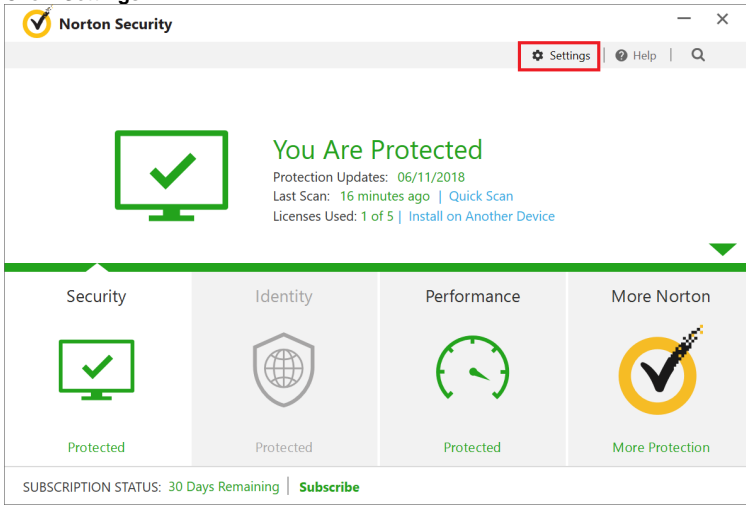 Norton Security
Settings | Help |
You Are Protected
Protection Updates: 06/11/2018
Last Scan: 16 minutes ago | Quick Scan
Licenses Used: 1 of 5 | Install on Another Device
Security Identity Performance More Norton
Protected Protected Protected More Protection
SUBSCRIPTION STATUS: 30 Days Remaining | Subscribe